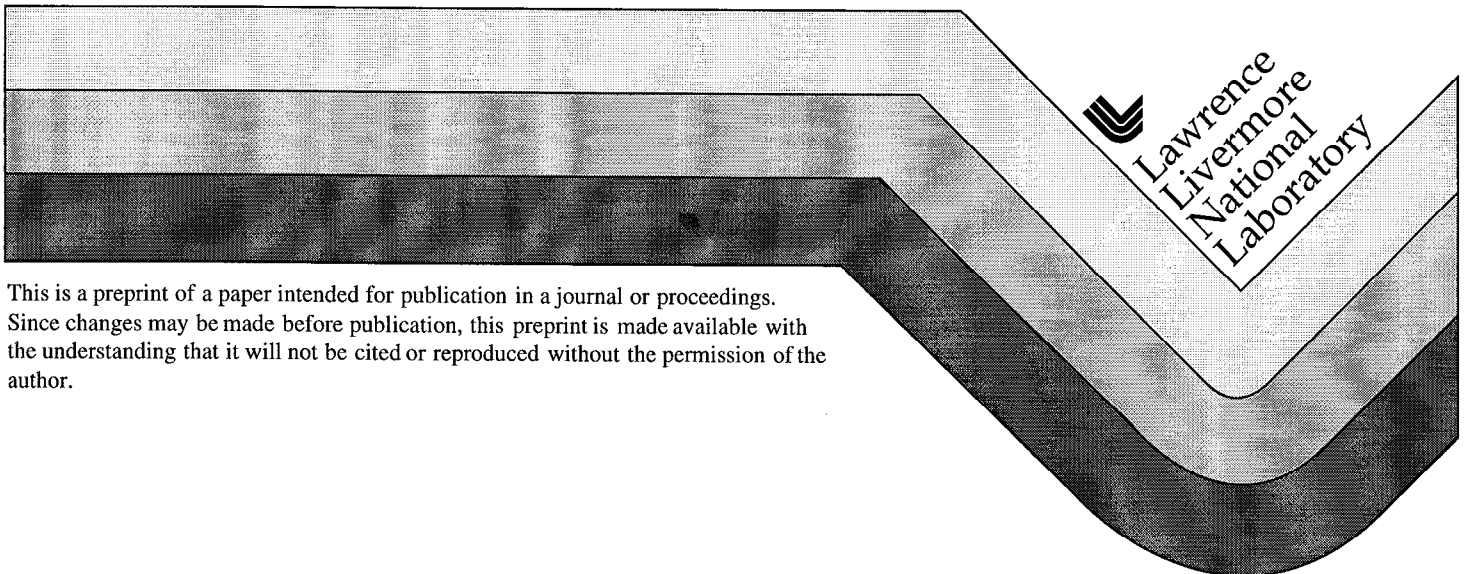 Lawrence
Livermore
National
Laboratory
This is a preprint of a paper intended for publication in a journal or proceedings.
Since changes may be made before publication, this preprint is made available with
the understanding that it will not be cited or reproduced without the permission of the
author.